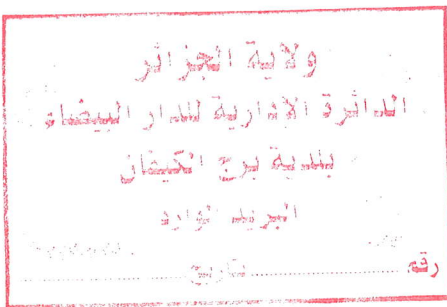 ولاية الجزائر
الدائرة الإدارية للدار البيضاء
بلدية برج الكيفان
البريد الوارد
رقم ..................... تاريخ .....................